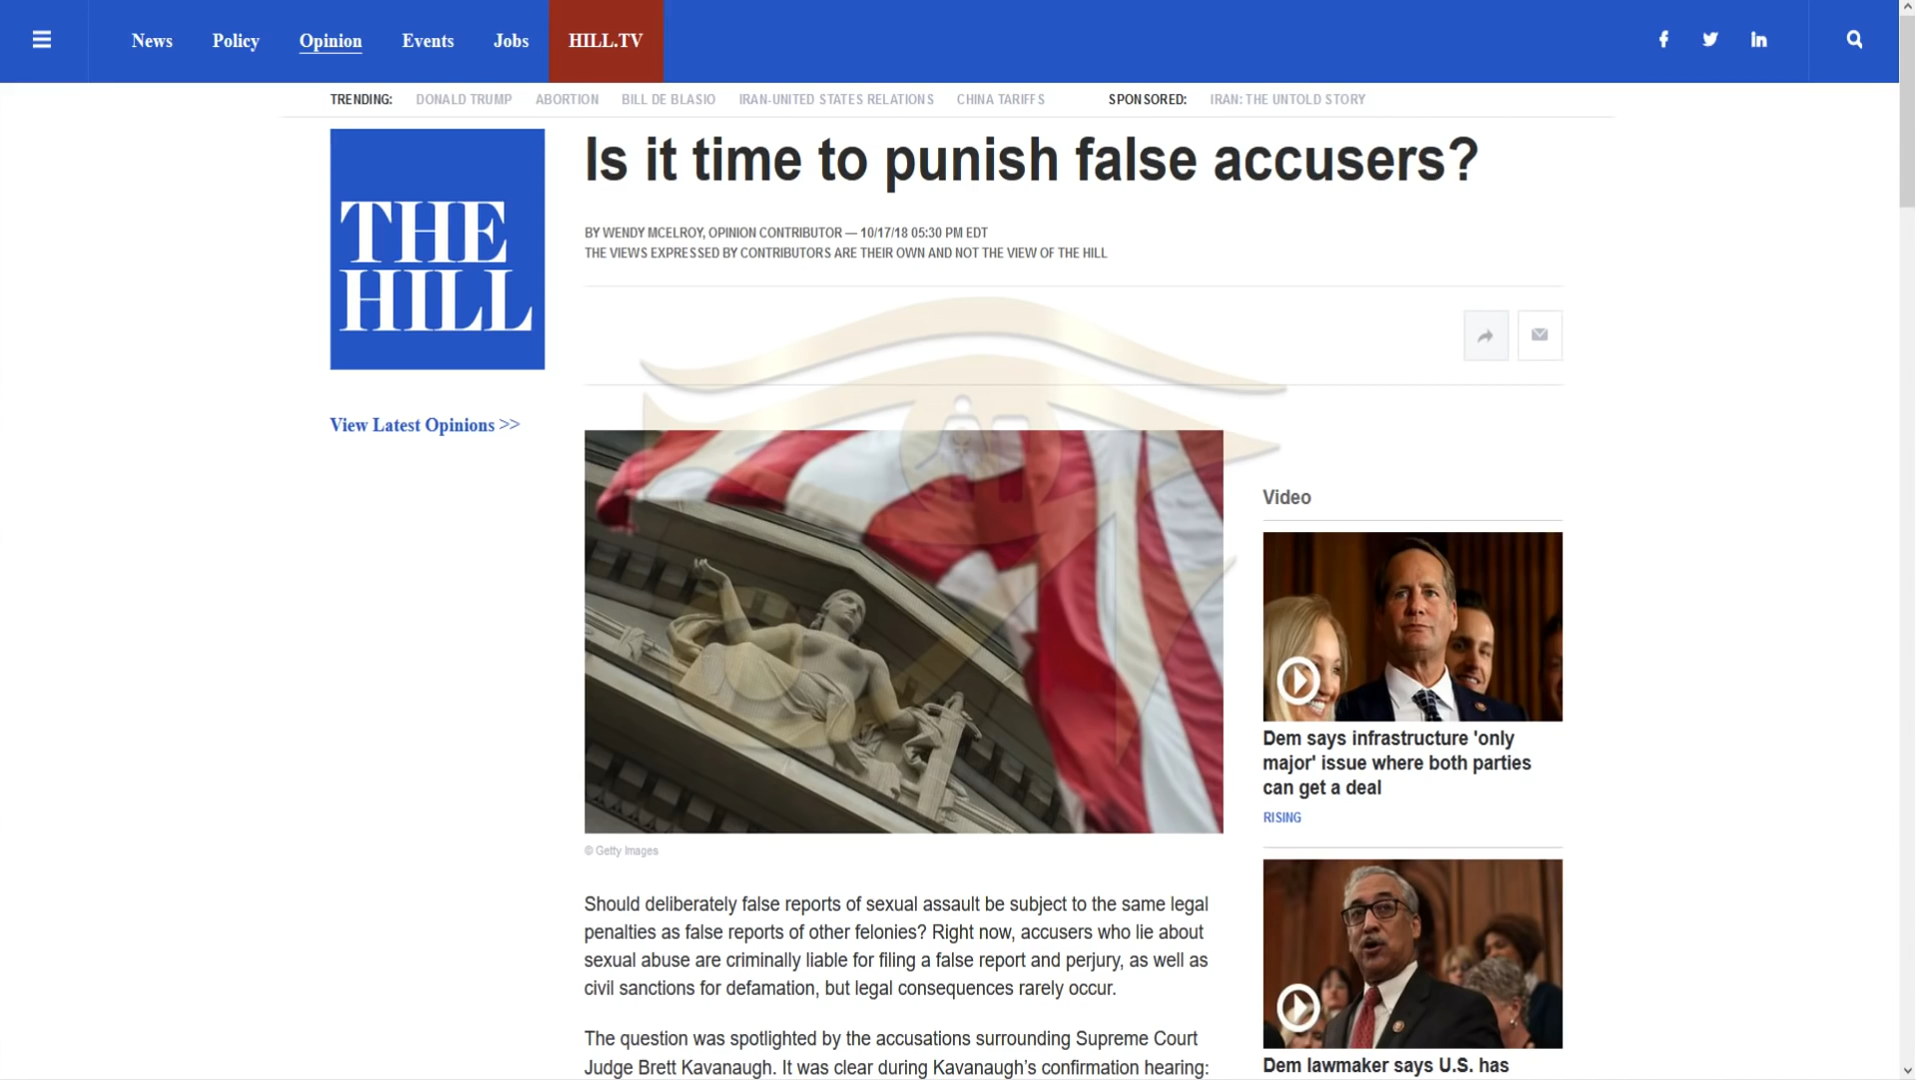 News Policy Opinion Events Jobs HILL.TV
TRENDING: DONALD TRUMP ABORTION BILL DE BLASIO IRAN-UNITED STATES RELATIONS CHINA TARIFFS SPONSORED: IRAN: THE UNTOLD STORY
THE
HILL
View Latest Opinions >>
Is it time to punish false accusers?
BY WENDY MCELROY, OPINION CONTRIBUTOR — 10/17/18 05:30 PM EDT
THE VIEWS EXPRESSED BY CONTRIBUTORS ARE THEIR OWN AND NOT THE VIEW OF THE HILL
© Getty Images
Should deliberately false reports of sexual assault be subject to the same legal
penalties as false reports of other felonies? Right now, accusers who lie about
sexual abuse are criminally liable for filing a false report and perjury, as well as
civil sanctions for defamation, but legal consequences rarely occur.
The question was spotlighted by the accusations surrounding Supreme Court
Judge Brett Kavanaugh. It was clear during Kavanaugh’s confirmation hearing:
Video
Dem says infrastructure 'only
major' issue where both parties
can get a deal
RISING
Dem lawmaker says U.S. has